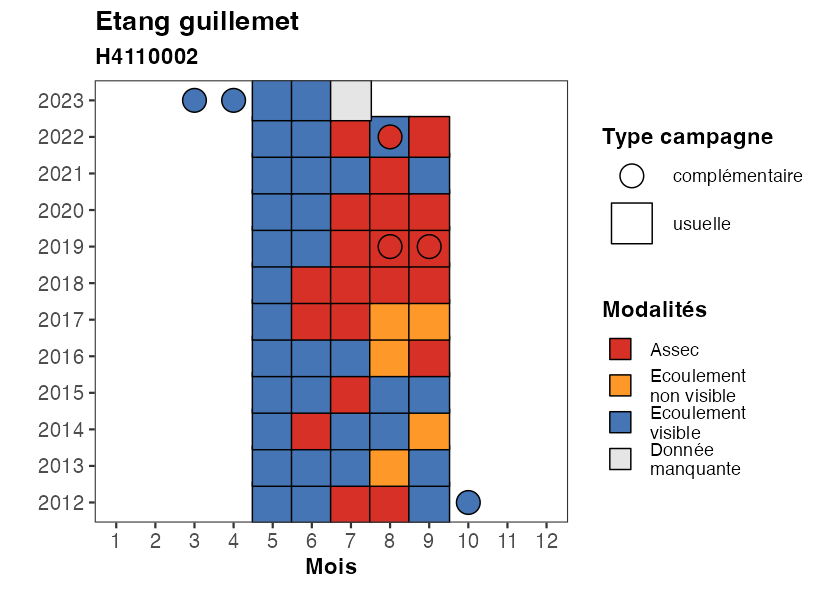 Etang guillemet
H4110002
2023
2022
2021
2020
2019
2018
2017
2016
2015
2014
2013
2012
1 2 3 4 5 6 7 8 9 10 11 12
Mois
Type campagne
complémentaire
usuelle
Modalités
Assec
Ecoulement
non visible
Ecoulement
visible
Donnée
manquante